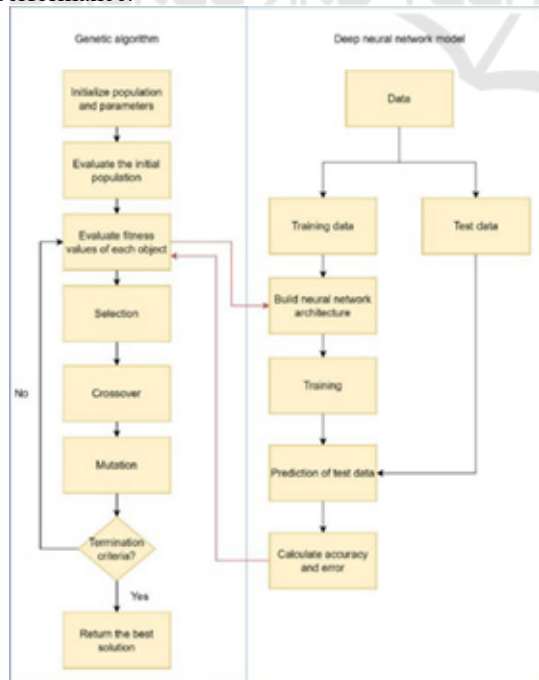 Genetic algorithm
Initialize population
and parameters
Evaluate the initial
population
Evaluate fitness
values of each object
Selection
Crossover
Mutation
No
Termination
criteria?
Yes
Return the best
solution
Deep neural network model
Data
Training data
Test data
Build neural network
architecture
Training
Prediction of test data
Calculate accuracy
and error